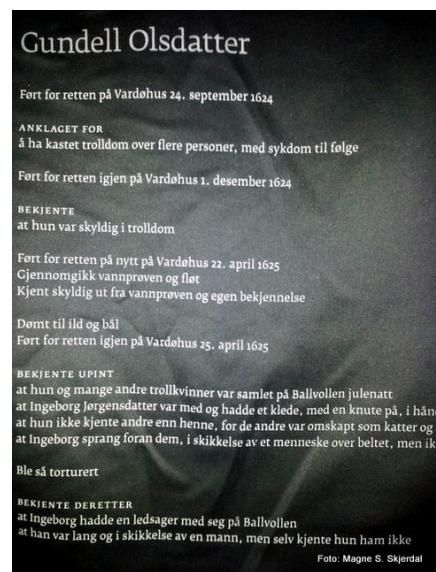 Gundell Olsdatter
Ført for retten på Vardøhus 24. september 1624
ANKLAGET FOR
å ha kastet trolldom over flere personer, med sykdom til følge
Ført for retten igjen på Vardøhus 1. desember 1624
BEKJENTE
at hun var skyldig i trolldom
Ført for retten på nytt på Vardøhus 22. april 1625
Gjennomgikk vannprøven og fløt
Kjent skyldig ut fra vannprøven og egen bekjennelse
Dømt til ild og bål
Ført for retten igjen på Vardøhus 25. april 1625
BEKJENTE UPINT
at hun og mange andre trollkvinner var samlet på Ballvollen julenatt
at Ingeborg Jørgensdatter var med og hadde et klede, med en knute på, i
at hun ikke kjente andre enn henne, for de andre var omskapt som katter og
at Ingeborg sprang foran dem, i skikkelse av et menneske over beltet, men
Ble så torturert
BEKJENTE DERETTER
at Ingeborg hadde en ledsager med seg på Ballvollen
at han var lang og i skikkelse av en mann, men selv kjente hun ham ikke
Foto: Magne S. Skjerdal